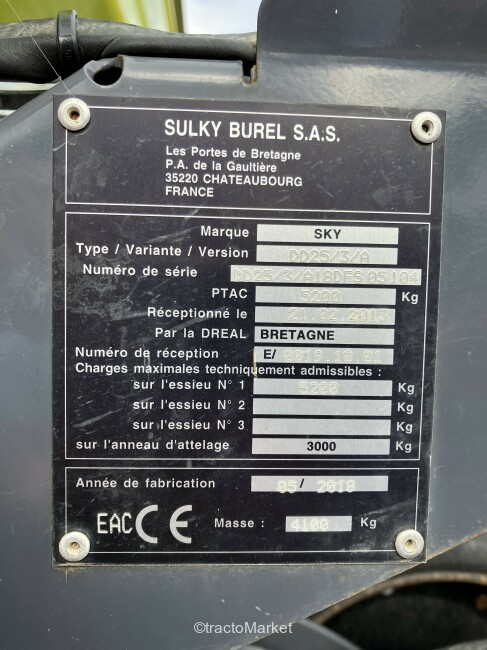 SULKY BUREL S.A.S.
Les Portes de Bretagne
P.A. de la Gaultière
35220 CHATEAUBOURG
FRANCE
Marque SKY
Type / Variante / Version DD25/3/A
Numéro de série
PTAC 5200 Kg
Réceptionné le
Par la DREAL BRETAGNE
Numéro de réception E/
Charges maximales techniquement admissibles :
sur l'essieu N° 1 5200 Kg
sur l'essieu N° 2 Kg
sur l'essieu N° 3 Kg
sur l'anneau d'attelage 3000 Kg
Année de fabrication 05/ 2018
EAC CE Masse : 4100 Kg
©tractoMarket